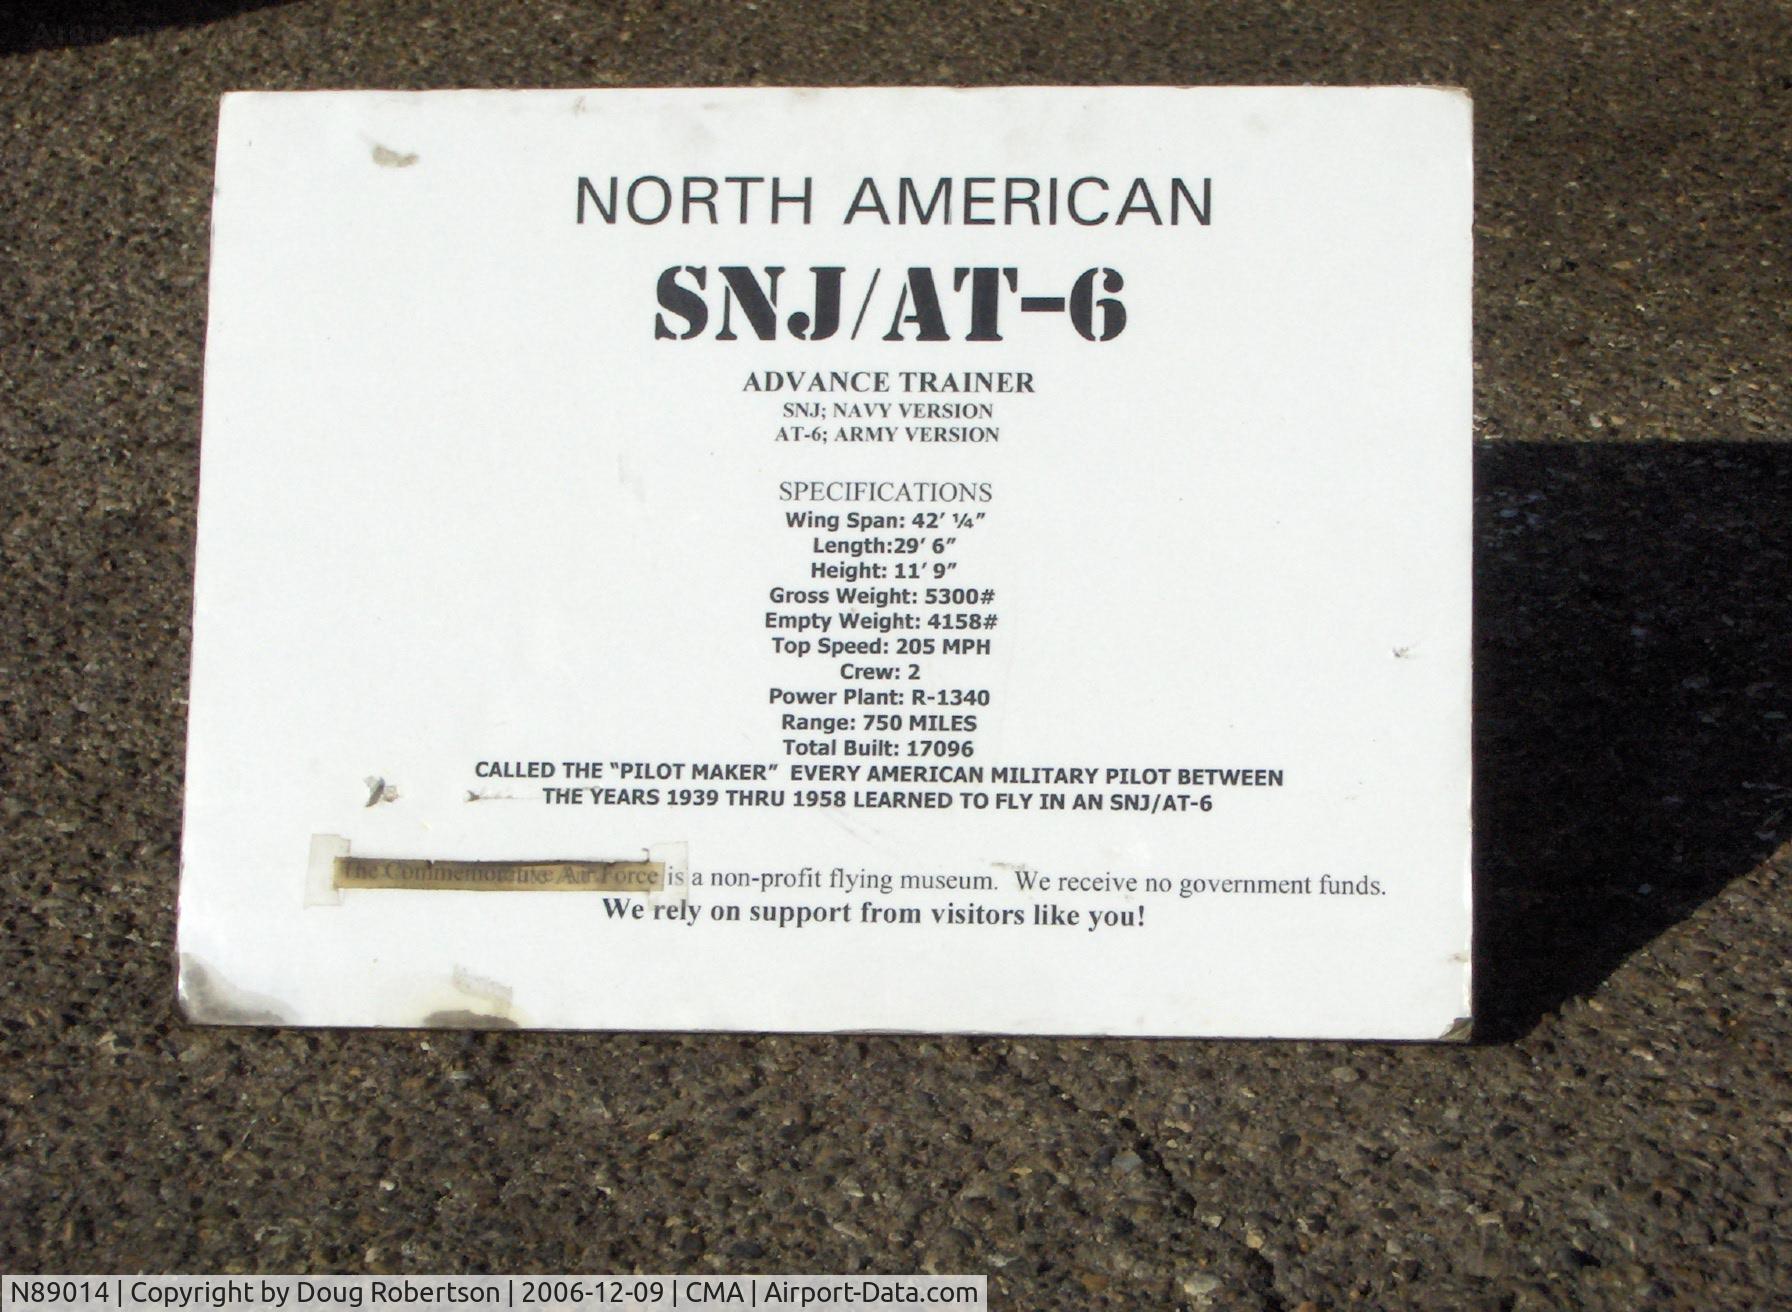 NORTH AMERICAN
SNJ/AT-6
ADVANCE TRAINER
SNJ; NAVY VERSION
AT-6; ARMY VERSION
SPECIFICATIONS
Wing Span: 42’ ¼”
Length:29’ 6”
Height: 11’ 9”
Gross Weight: 5300#
Empty Weight: 4158#
Top Speed: 205 MPH
Crew: 2
Power Plant: R-1340
Range: 750 MILES
Total Built: 17096
CALLED THE “PILOT MAKER” EVERY AMERICAN MILITARY PILOT BETWEEN
THE YEARS 1939 THRU 1958 LEARNED TO FLY IN AN SNJ/AT-6
The Commemorative Air Force is a non-profit flying museum. We receive no government funds.
We rely on support from visitors like you!
N89014 | Copyright by Doug Robertson | 2006-12-09 | CMA | Airport-Data.com